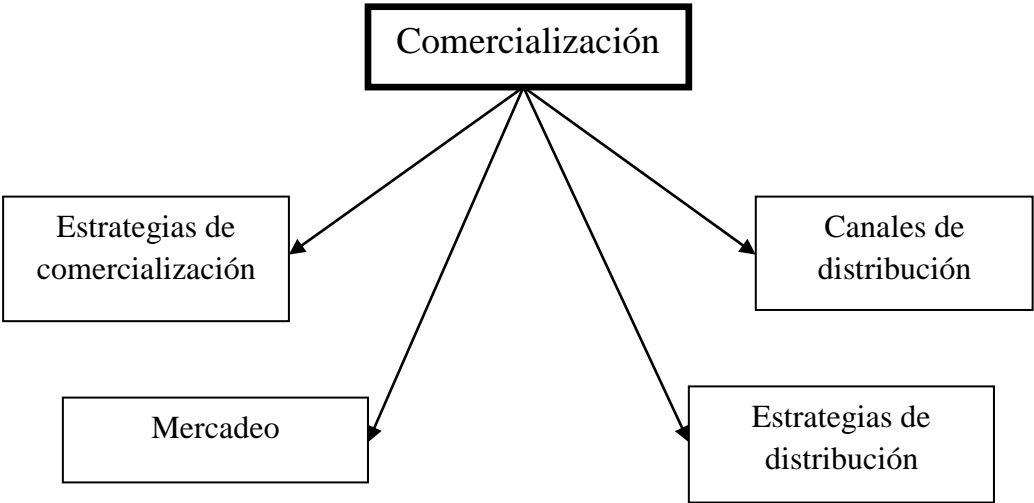 Comercialización
Estrategias de
comercialización
Canales de
distribución
Mercadeo
Estrategias de
distribución